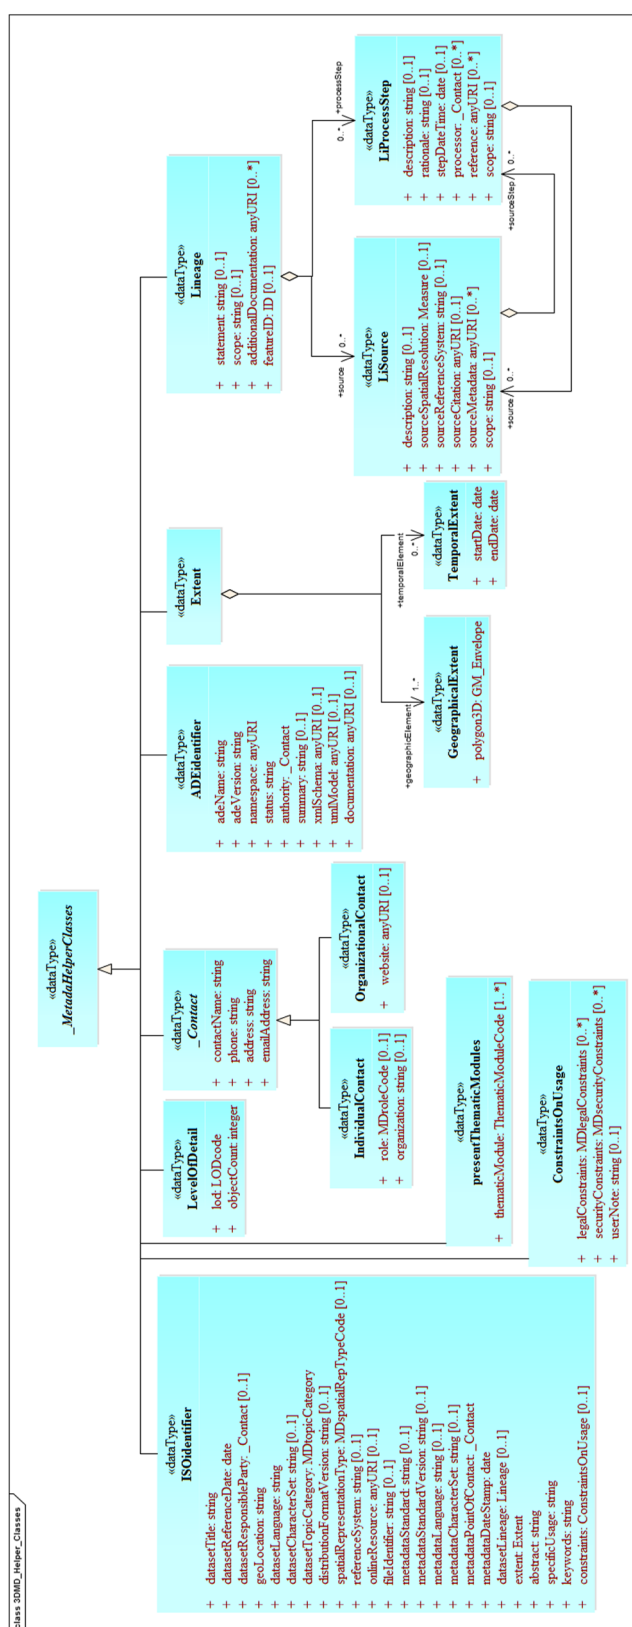 class 3DMD_Helper_Classes
«dataType»
_MetadaHelperClasses
«dataType»
ISOidentifier
+ datasetTitle: string
+ datasetReferenceDate: date
+ datasetResponsibleParty: _Contact [0..1]
+ geoLocation: string
+ datasetLanguage: string
+ datasetCharacterSet: string [0..1]
+ datasetTopicCategory: MDtopicCategory
+ distributionFormatVersion: string [0..1]
+ spatialRepresentationType: MDspatialRepTypeCode [0..1]
+ referenceSystem: string [0..1]
+ onlineResource: anyURI [0..1]
+ fileIdentifier: string [0..1]
+ metadataStandard: string [0..1]
+ metadataStandardVersion: string [0..1]
+ metadataLanguage: string [0..1]
+ metadataCharacterSet: string [0..1]
+ metadataPointOfContact: _Contact
+ metadataDateStamp: date
+ datasetLineage: Lineage [0..1]
+ extent: Extent
+ abstract: string
+ specificUsage: string
+ keywords: string
+ constraints: ConstraintsOnUsage [0..1]
«dataType»
LevelOfDetail
+ lod: LODcode
+ objectCount: integer
«dataType»
_Contact
+ contactName: string
+ phone: string
+ address: string
+ emailAddress: string
«dataType»
IndividualContact
+ role: MDroleCode [0..1]
+ organization: string [0..1]
«dataType»
OrganizationalContact
+ website: anyURI [0..1]
«dataType»
presentThematicModules
+ thematicModule: ThematicModuleCode [1..*]
«dataType»
ConstraintsOnUsage
+ legalConstraints: MDlegalConstraints [0..*]
+ securityConstraints: MDsecurityConstraints [0..*]
+ userNote: string [0..1]
«dataType»
ADEidentifier
+ adeName: string
+ adeVersion: string
+ namespace: anyURI
+ status: string
+ authority: _Contact
+ summary: string [0..1]
+ xmlSchema: anyURI [0..1]
+ umlModel: anyURI [0..1]
+ documentation: anyURI [0..1]
«dataType»
Extent
+geographicElement 1..*
+temporalElement
0..*
«dataType»
GeographicalExtent
+ polygon3D: GM_Envelope
«dataType»
TemporalExtent
+ startDate: date
+ endDate: date
«dataType»
Lineage
+ statement: string [0..1]
+ scope: string [0..1]
+ additionalDocumentation: anyURI [0..*]
+ featureID: ID [0..1]
+source 0..*
+processStep
0..*
«dataType»
LiSource
+ description: string [0..1]
+ sourceSpatialResolution: Measure [0..1]
+ sourceReferenceSystem: string [0..1]
+ sourceCitation: anyURI [0..1]
+ sourceMetadata: anyURI [0..*]
+ scope: string [0..1]
+source 0..*
«dataType»
LiProcessStep
+ description: string [0..1]
+ rationale: string [0..1]
+ stepDateTime: date [0..1]
+ processor: _Contact [0..*]
+ reference: anyURI [0..*]
+ scope: string [0..1]
+sourceStep 0..*